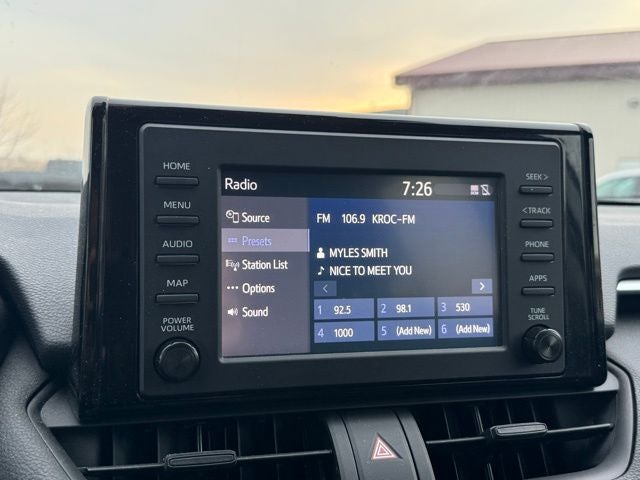 HOME
MENU
AUDIO
MAP
POWER
VOLUME
Radio
7:26
Source
Presets
Station List
Options
Sound
FM 106.9 KROC-FM
MYLES SMITH
NICE TO MEET YOU
< >
1 92.5 2 98.1 3 530
4 1000 5 (Add New) 6 (Add New)
SEEK >
< TRACK
PHONE
APPS
TUNE
SCROLL